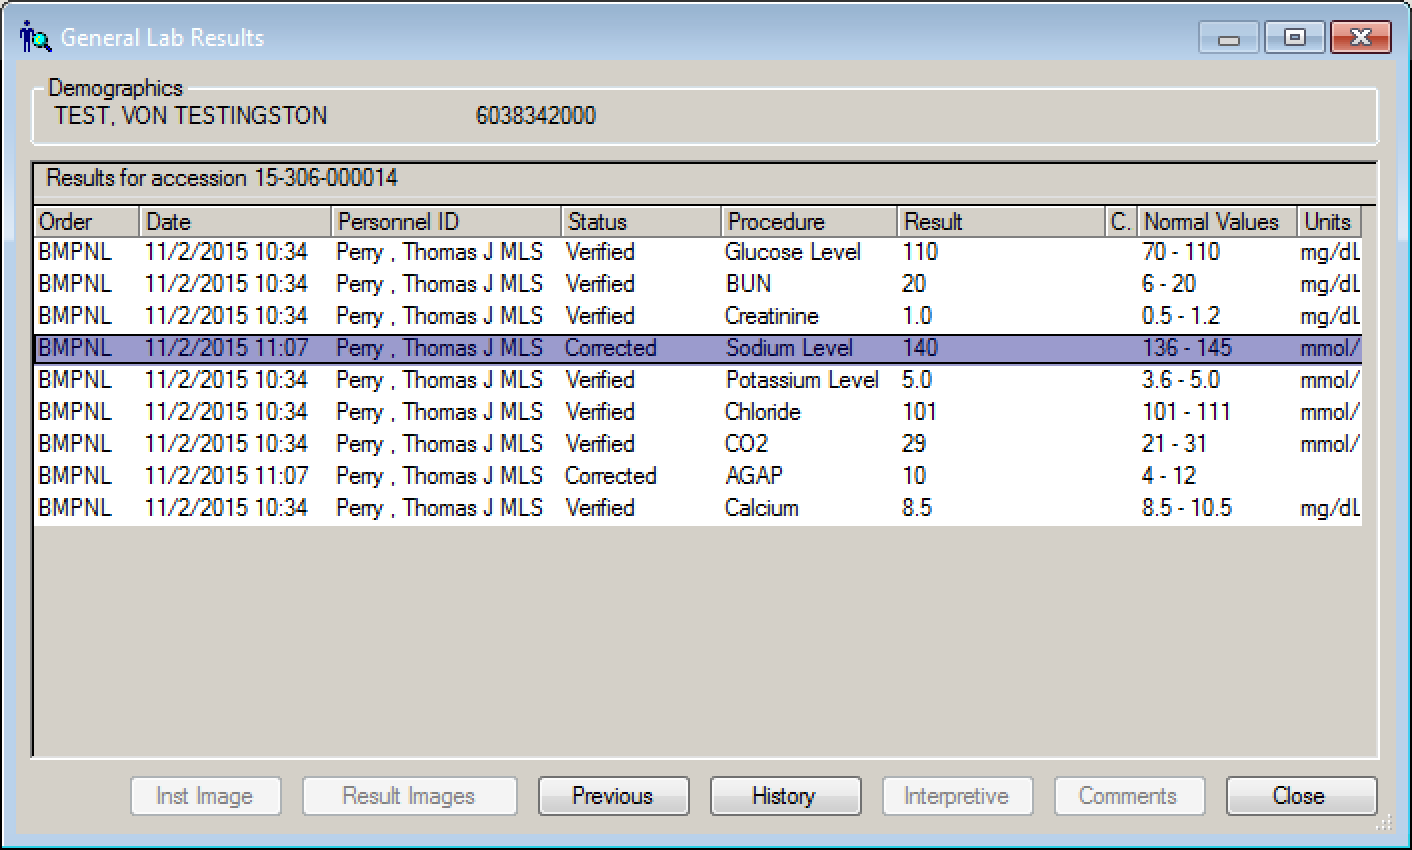 General Lab Results
Demographics
TEST, VON TESTINGSTON 6038342000
Results for accession 15-306-000014
Order Date Personnel ID Status Procedure Result C. Normal Values Units
BMPNL 11/2/2015 10:34 Perry , Thomas J MLS Verified Glucose Level 110 70 - 110 mg/dL
BMPNL 11/2/2015 10:34 Perry , Thomas J MLS Verified BUN 20 6 - 20 mg/dL
BMPNL 11/2/2015 10:34 Perry , Thomas J MLS Verified Creatinine 1.0 0.5 - 1.2 mg/dL
BMPNL 11/2/2015 11:07 Perry , Thomas J MLS Corrected Sodium Level 140 136 - 145 mmol/
BMPNL 11/2/2015 10:34 Perry , Thomas J MLS Verified Potassium Level 5.0 3.6 - 5.0 mmol/
BMPNL 11/2/2015 10:34 Perry , Thomas J MLS Verified Chloride 101 101 - 111 mmol/
BMPNL 11/2/2015 10:34 Perry , Thomas J MLS Verified CO2 29 21 - 31 mmol/
BMPNL 11/2/2015 11:07 Perry , Thomas J MLS Corrected AGAP 10 4 - 12
BMPNL 11/2/2015 10:34 Perry , Thomas J MLS Verified Calcium 8.5 8.5 - 10.5 mg/dL
Inst Image Result Images Previous History Interpretive Comments Close